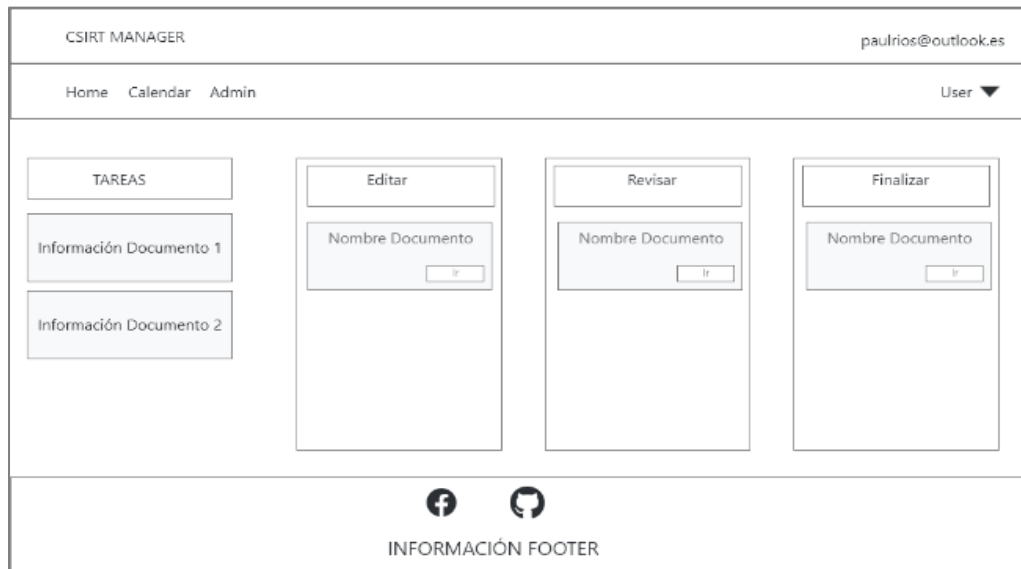 CSIRT MANAGER
paulrios@outlook.es
Home Calendar Admin
User
TAREAS
Información Documento 1
Información Documento 2
Editar
Nombre Documento
Ir
Revisar
Nombre Documento
Ir
Finalizar
Nombre Documento
Ir
INFORMACIÓN FOOTER